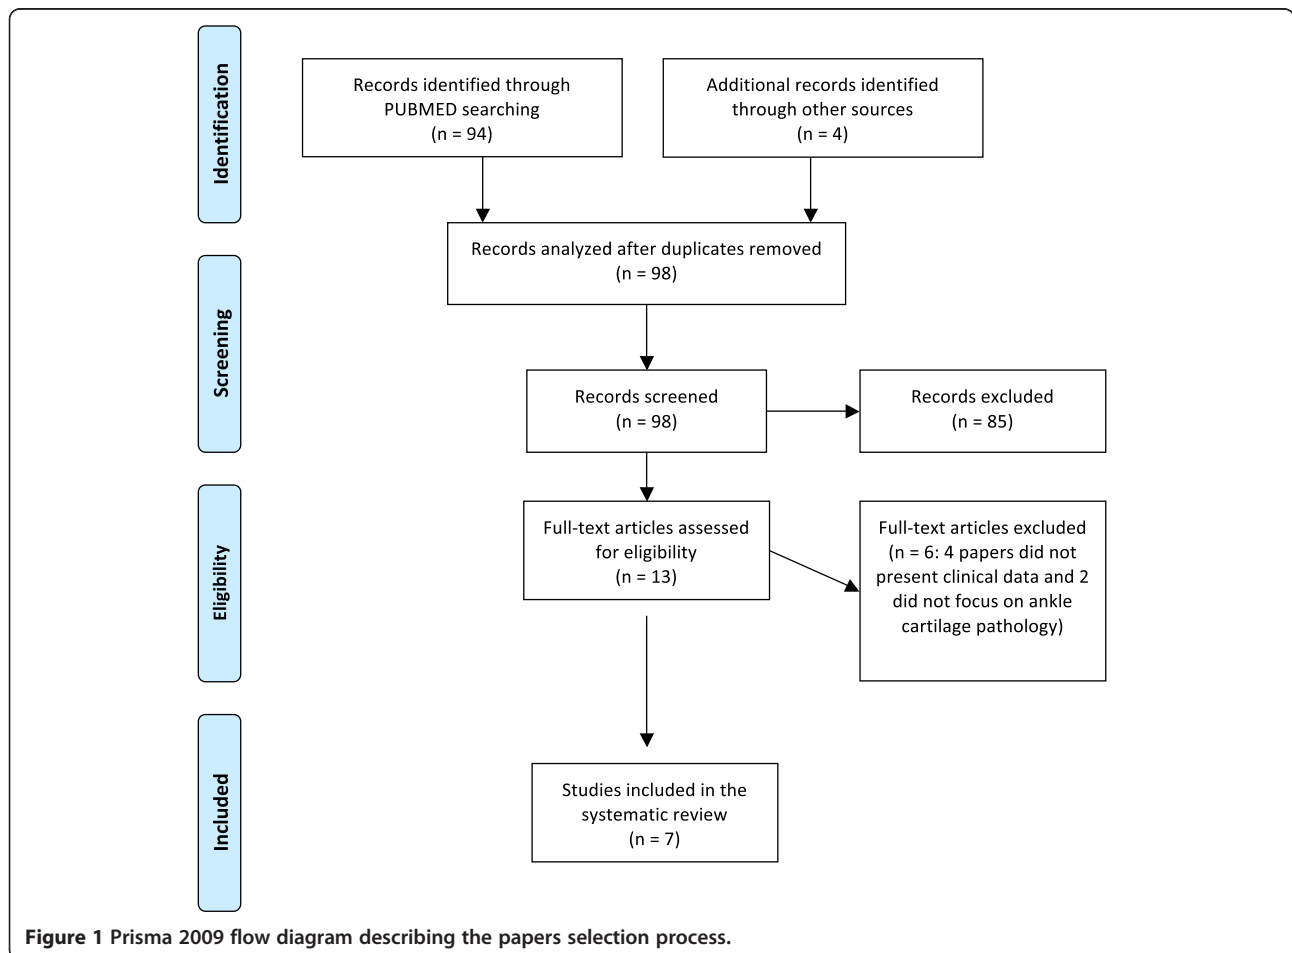 Identification
Records identified through
PUBMED searching
(n = 94)
Additional records identified
through other sources
(n = 4)
Records analyzed after duplicates removed
(n = 98)
Screening
Records screened
(n = 98)
Records excluded
(n = 85)
Eligibility
Full-text articles assessed
for eligibility
(n = 13)
Full-text articles excluded
(n = 6: 4 papers did not
present clinical data and 2
did not focus on ankle
cartilage pathology)
Included
Studies included in the
systematic review
(n = 7)
Figure 1 Prisma 2009 flow diagram describing the papers selection process.